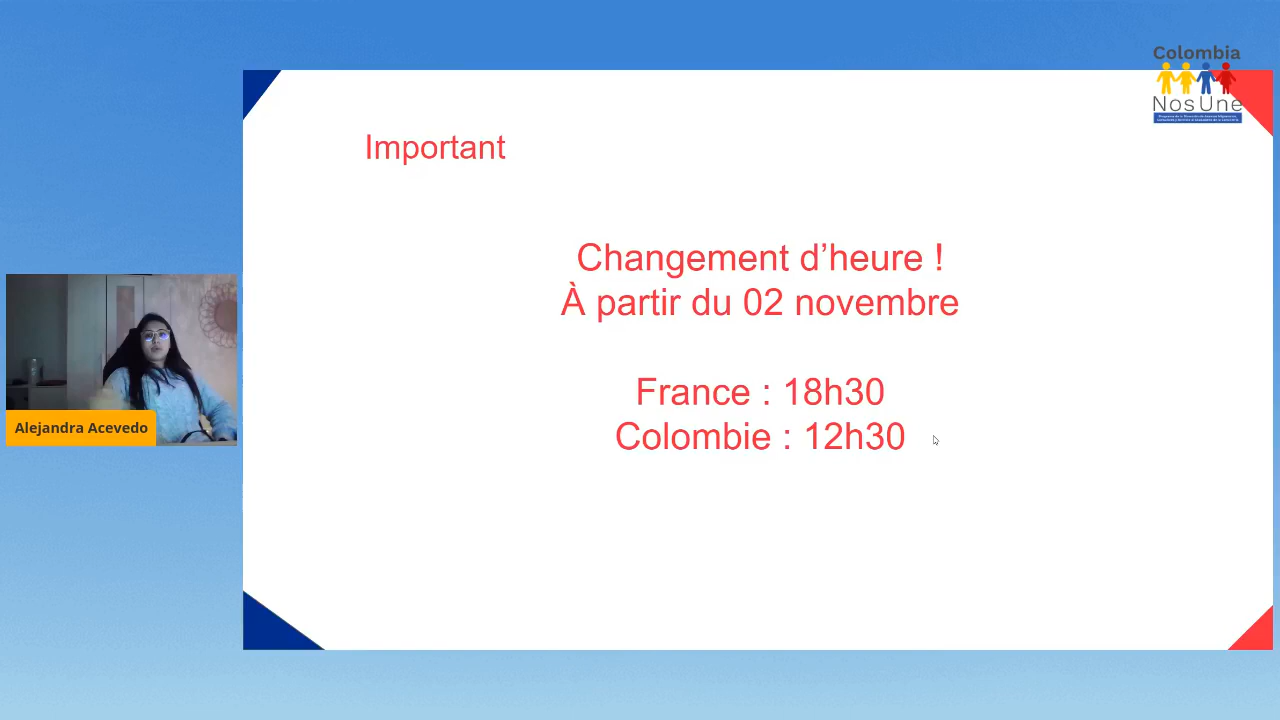 Colombia
NosUne
Important
Changement d’heure !
À partir du 02 novembre
France : 18h30
Colombie : 12h30
Alejandra Acevedo